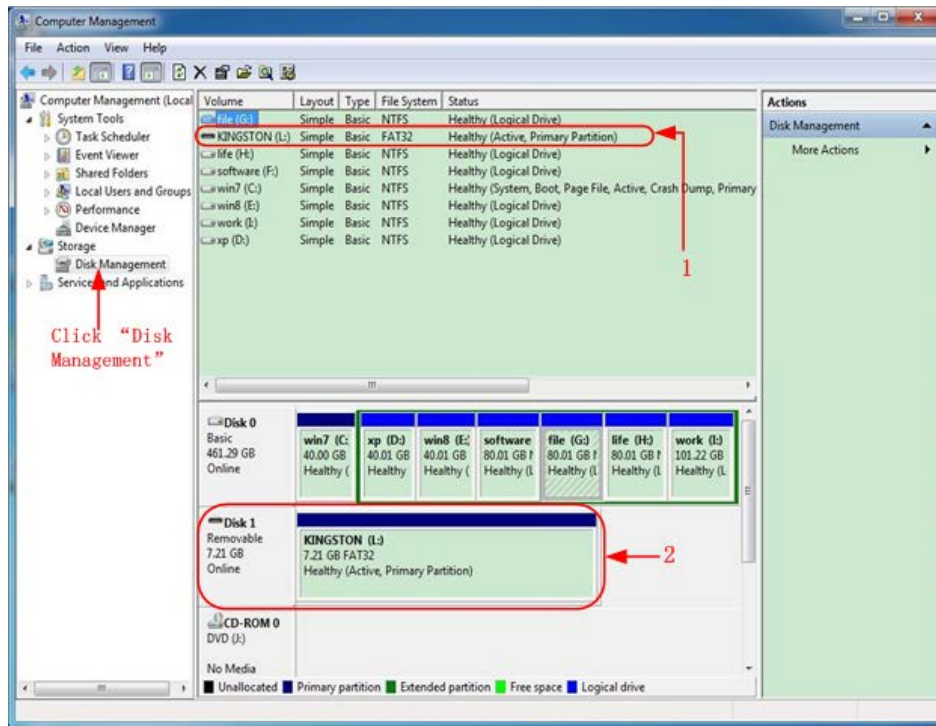 Computer Management
File Action View Help
Computer Management (Local
System Tools
Task Scheduler
Event Viewer
Shared Folders
Local Users and Groups
Performance
Device Manager
Storage
Disk Management
Services and Applications
Click “Disk
Management”
Volume Layout Type File System Status
file (G:) Simple Basic NTFS Healthy (Logical Drive)
KINGSTON (L:) Simple Basic FAT32 Healthy (Active, Primary Partition)
life (H:) Simple Basic NTFS Healthy (Logical Drive)
software (F:) Simple Basic NTFS Healthy (Logical Drive)
win7 (C:) Simple Basic NTFS Healthy (System, Boot, Page File, Active, Crash Dump, Primary
win8 (E:) Simple Basic NTFS Healthy (Logical Drive)
work (I:) Simple Basic NTFS Healthy (Logical Drive)
xp (D:) Simple Basic NTFS Healthy (Logical Drive)
1
Actions
Disk Management
More Actions
Disk 0
Basic
461.29 GB
Online
win7 (C: xp (D:) win8 (E: software file (G:) life (H:) work (I:)
40.00 GB 40.01 GB 40.01 GB 80.01 GB 80.01 GB 80.01 GB 101.22 GB
Healthy ( Healthy Healthy ( Healthy (L Healthy (L Healthy (L Healthy (L
Disk 1
Removable
7.21 GB
Online
KINGSTON (L:)
7.21 GB FAT32
Healthy (Active, Primary Partition)
2
CD-ROM 0
DVD (J:)
No Media
Unallocated Primary partition Extended partition Free space Logical drive